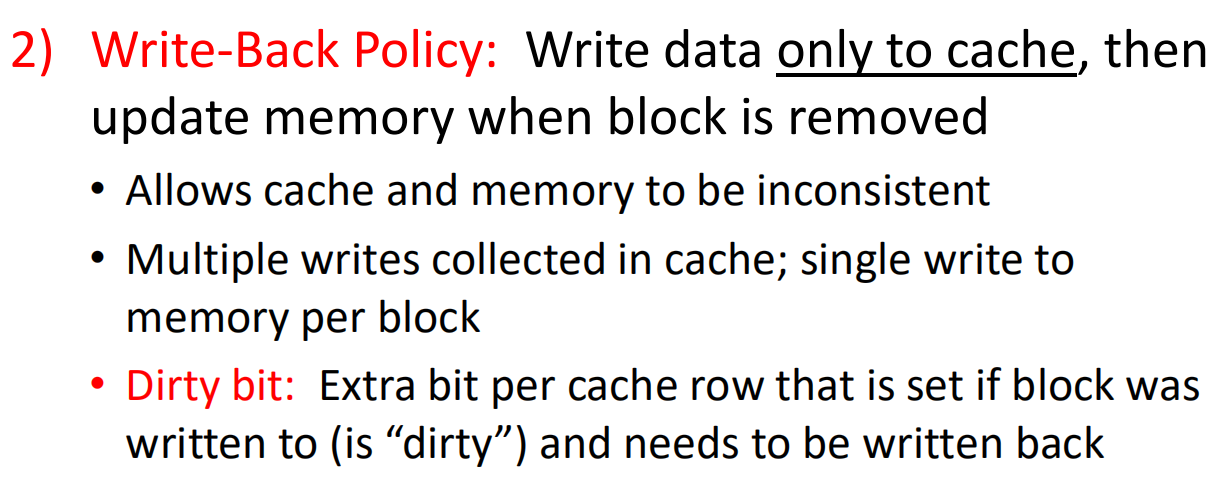 2) Write-Back Policy: Write data only to cache, then
update memory when block is removed
• Allows cache and memory to be inconsistent
• Multiple writes collected in cache; single write to
memory per block
• Dirty bit: Extra bit per cache row that is set if block was
written to (is “dirty”) and needs to be written back